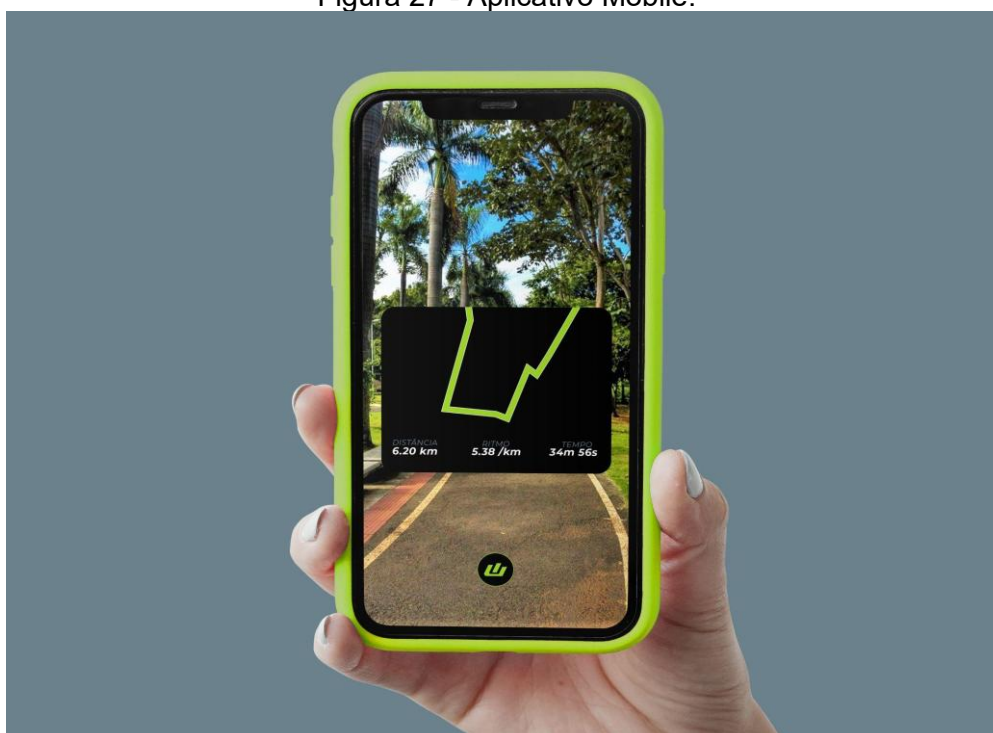 Figura 27 - Aplicativo Mobile.
DISTÂNCIA RITMO TEMPO
6.20 km 5.38 /km 34m 56s